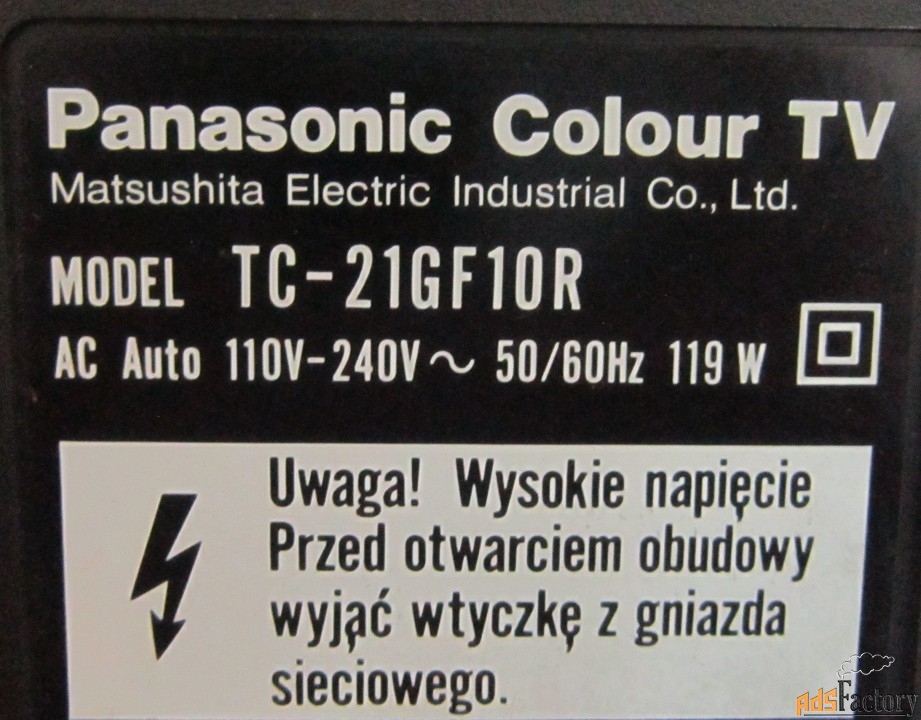 Panasonic Colour TV
Matsushita Electric Industrial Co., Ltd.
MODEL TC-21GF10R
AC Auto 110V-240V～ 50/60Hz 119 W
Uwaga! Wysokie napięcie
Przed otwarciem obudowy
wyjąć wtyczkę z gniazda
sieciowego.
AdsFactory